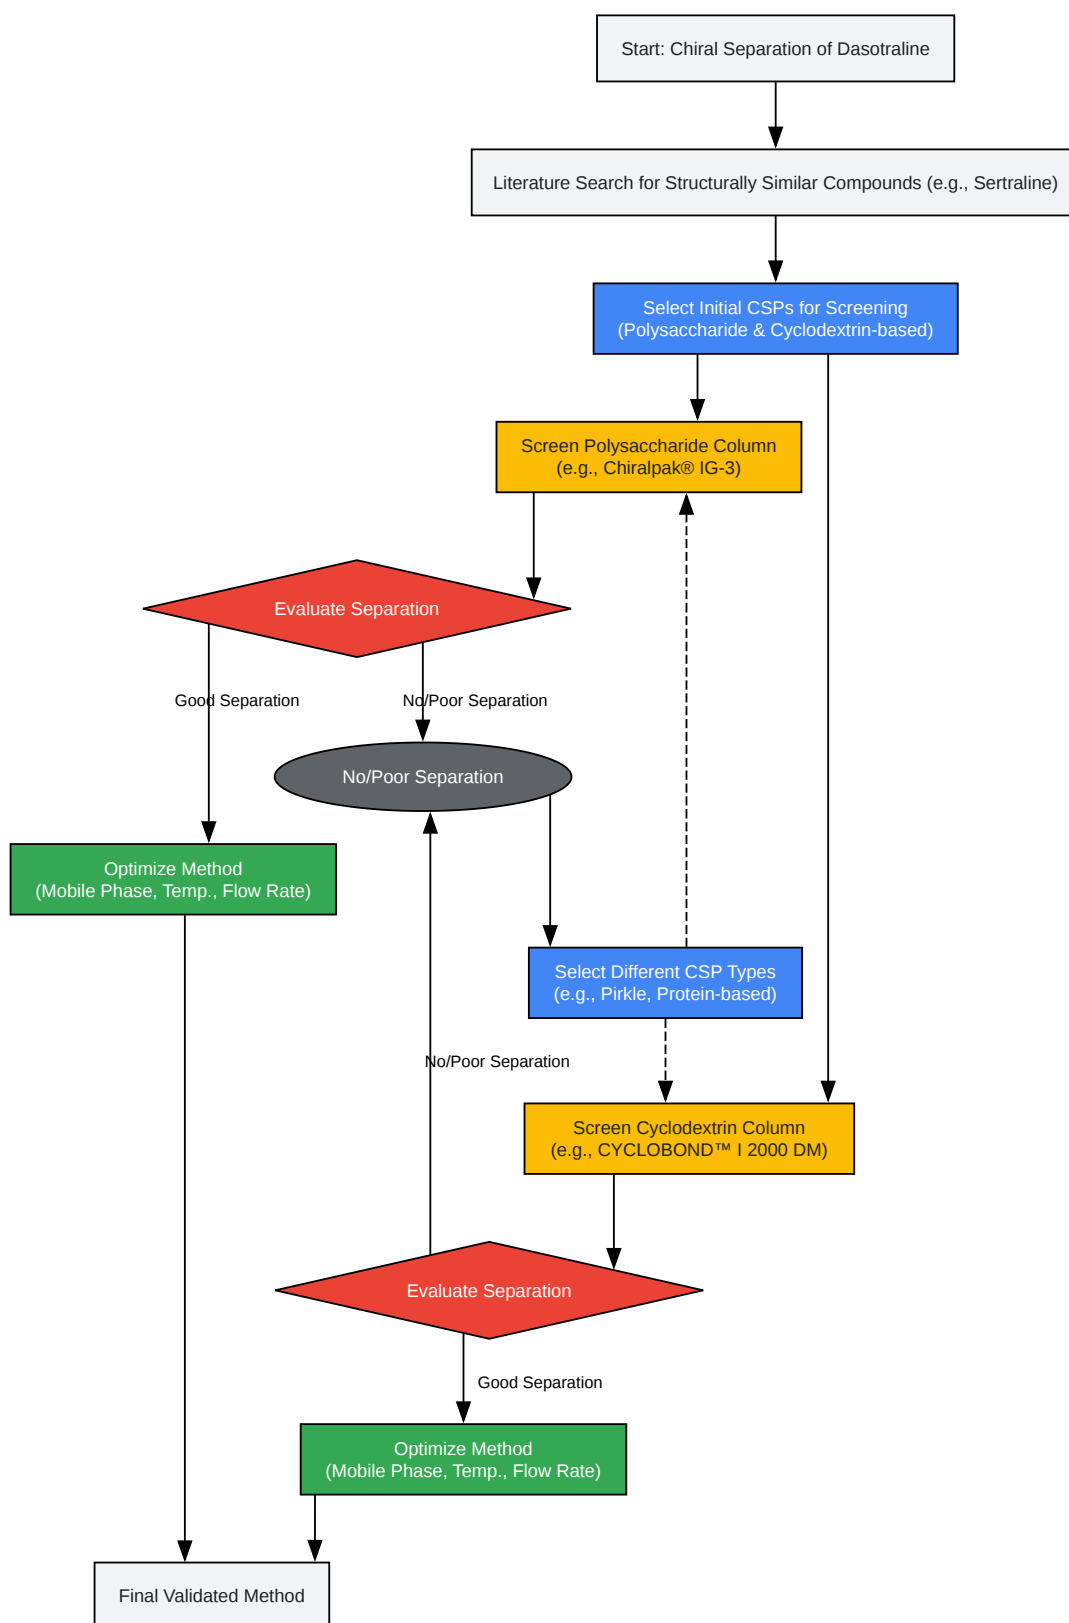 Start: Chiral Separation of Dasotraline
Literature Search for Structurally Similar Compounds (e.g., Sertraline)
Select Initial CSPs for Screening
(Polysaccharide & Cyclodextrin-based)
Screen Polysaccharide Column
(e.g., Chiralpak® IG-3)
Evaluate Separation
Good Separation
No/Poor Separation
No/Poor Separation
Optimize Method
(Mobile Phase, Temp., Flow Rate)
Select Different CSP Types
(e.g., Pirkle, Protein-based)
No/Poor Separation
Screen Cyclodextrin Column
(e.g., CYCLOBOND™ I 2000 DM)
Evaluate Separation
Good Separation
Optimize Method
(Mobile Phase, Temp., Flow Rate)
Final Validated Method